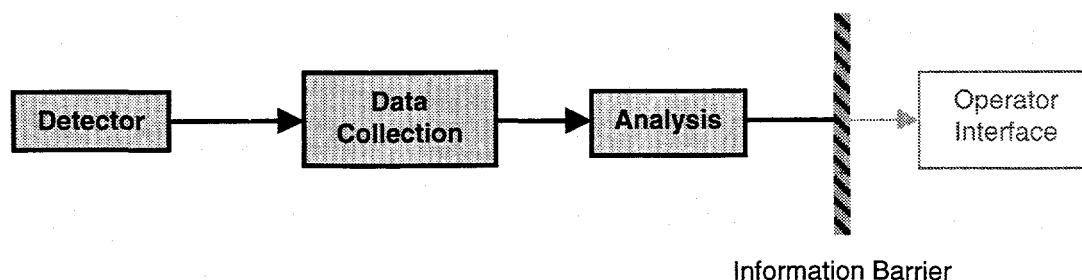 Detector
Data
Collection
Analysis
Operator
Interface
Information Barrier